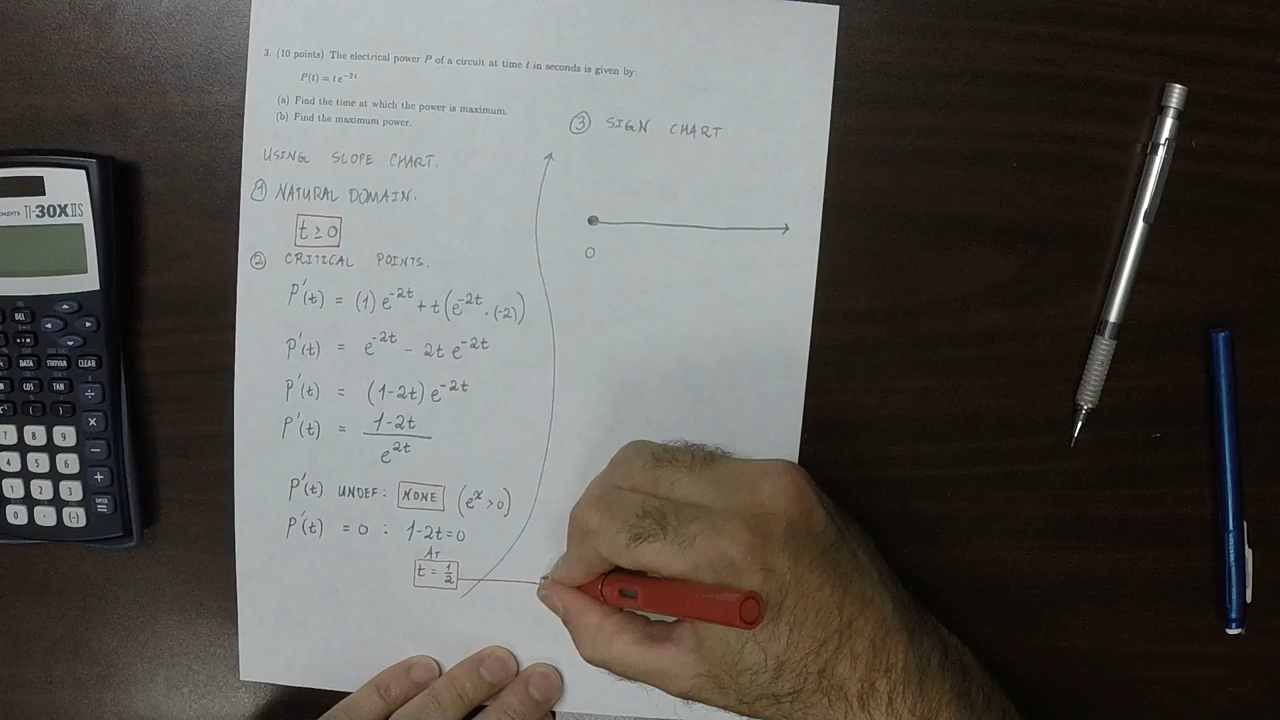 3. (10 points) The electrical power P of a circuit at time t in seconds is given by:
P(t) = te^{-2t}
(a) Find the time at which the power is maximum.
(b) Find the maximum power.
USING SLOPE CHART.
① NATURAL DOMAIN.
t ≥ 0
② CRITICAL POINTS.
P'(t) = (1) e^{-2t} + t (e^{-2t} · (-2))
P'(t) = e^{-2t} - 2t e^{-2t}
P'(t) = (1-2t) e^{-2t}
P'(t) = \frac{1-2t}{e^{2t}}
P'(t) UNDEF: NONE (e^x > 0)
P'(t) = 0 : 1-2t=0
AT
t = \frac{1}{2}
③ SIGN CHART
0
TI-30XIIS
DEL
DATA STATVAR CLEAR
COS TAN ÷
( ) ×
7 8 9 −
4 5 6 +
1 2 3
0 . (-) =